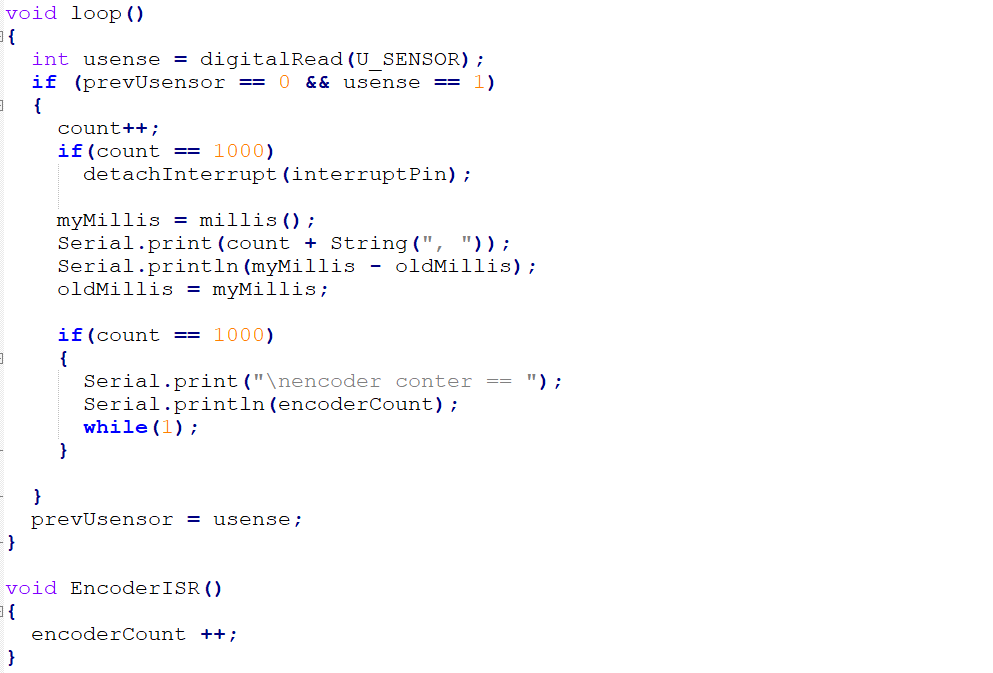 void loop()
{
  int usense = digitalRead(U_SENSOR);
  if (prevUsensor == 0 && usense == 1)
  {
    count++;
    if(count == 1000)
      detachInterrupt(interruptPin);

    myMillis = millis();
    Serial.print(count + String(", "));
    Serial.println(myMillis - oldMillis);
    oldMillis = myMillis;

    if(count == 1000)
    {
      Serial.print("\nencoder conter == ");
      Serial.println(encoderCount);
      while(1);
    }

  }
  prevUsensor = usense;
}

void EncoderISR()
{
  encoderCount ++;
}